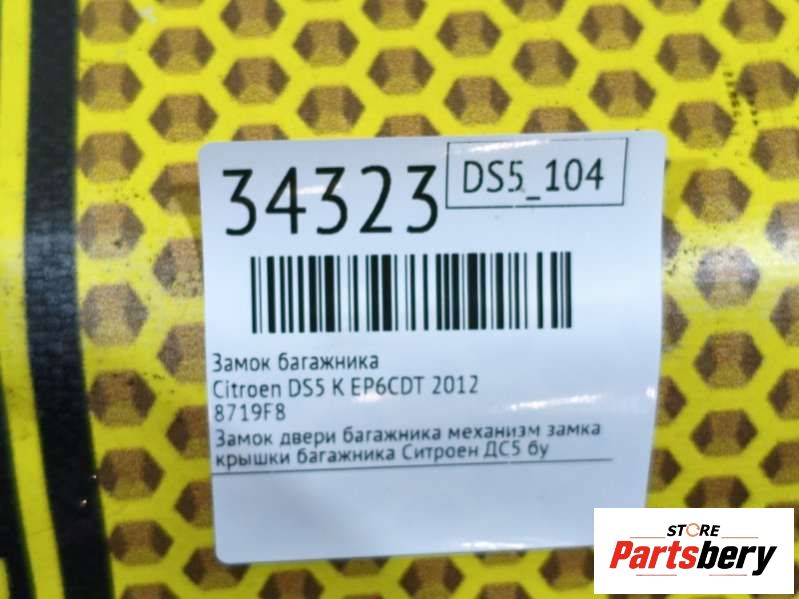 34323
DS5_104
Замок багажника
Citroen DS5 K EP6CDT 2012
8719F8
Замок двери багажника механизм замка
крышки багажника Ситроен ДС5 бу
STORE
Partsbery